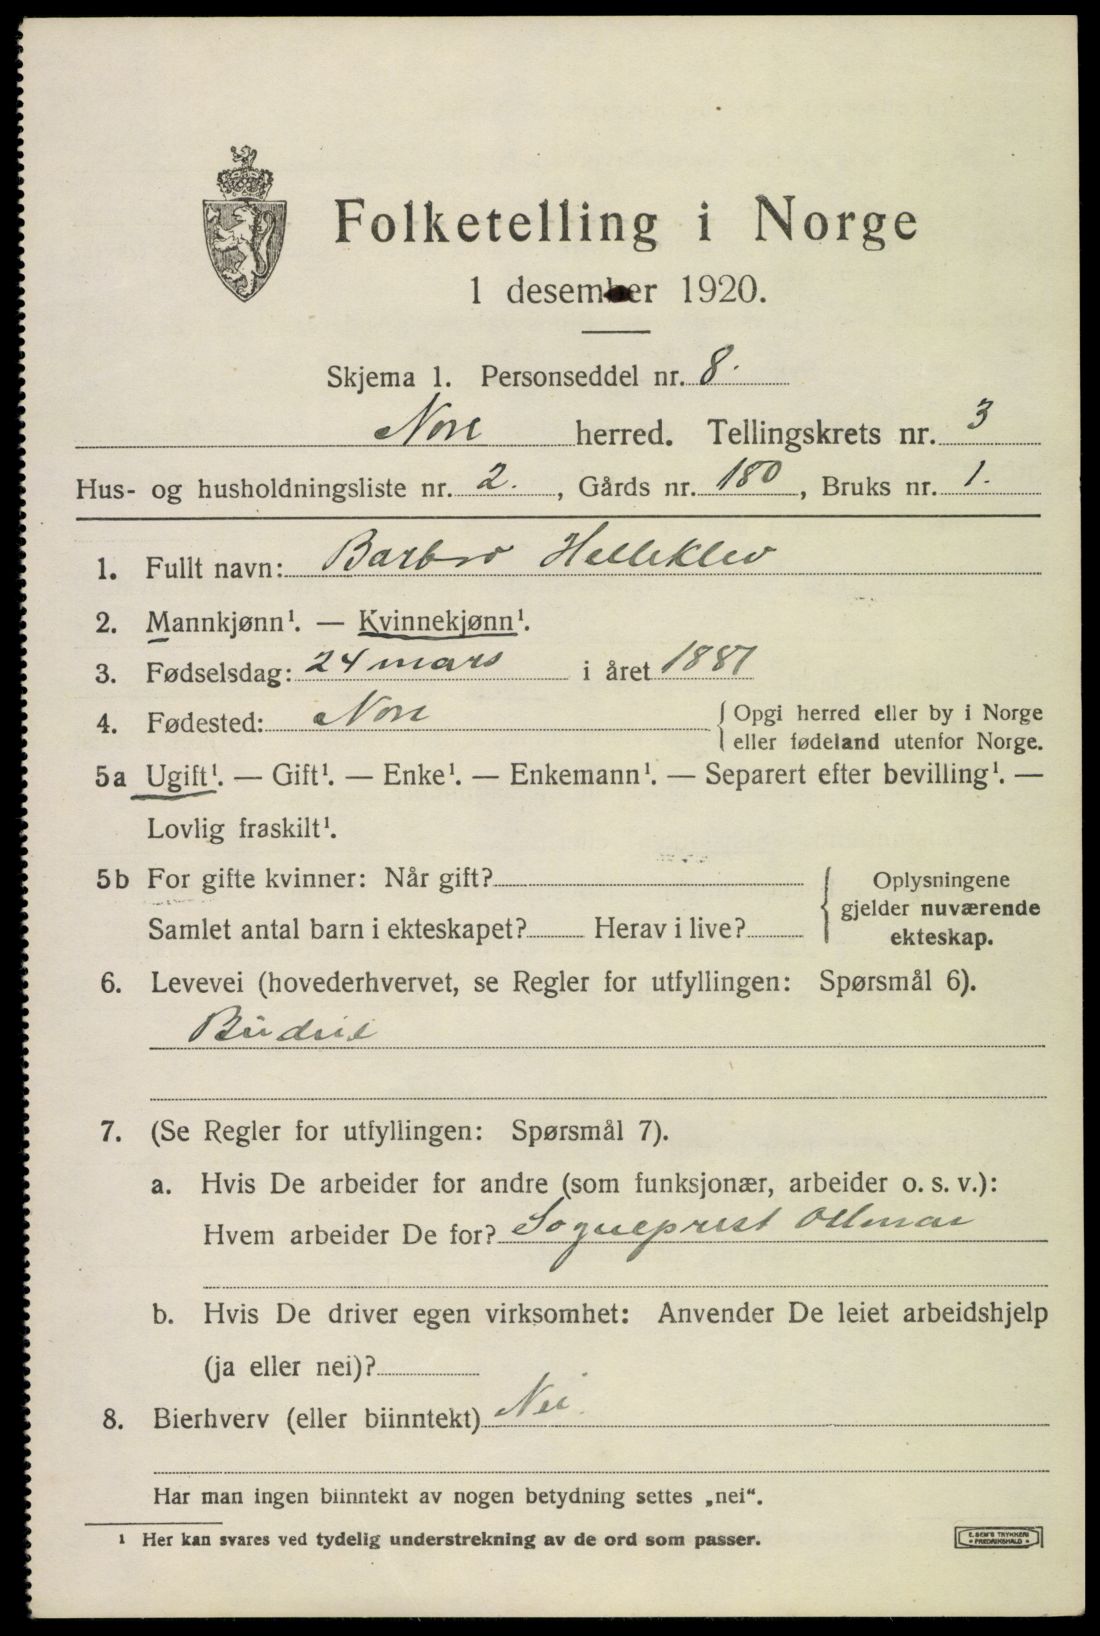 Folketelling i Norge
1 desember 1920.
Skjema 1. Personseddel nr. 8.
Nore herred. Tellingskrets nr. 3
Hus- og husholdningsliste nr. 2., Gårds nr. 180, Bruks nr. 1.
1. Fullt navn: Barbro Helleklev
2. Mannkjønn¹. — Kvinnekjønn¹.
3. Fødselsdag: 24 mars i året 1887
4. Fødested: Nore { Opgi herred eller by i Norge
eller fødeland utenfor Norge.
5a Ugift¹. — Gift¹. — Enke¹. — Enkemann¹. — Separert efter bevilling¹. —
Lovlig fraskilt¹.
5b For gifte kvinner: Når gift?
Samlet antal barn i ekteskapet? Herav i live?
{ Oplysningene
gjelder nuværende
ekteskap.
6. Levevei (hovederhvervet, se Regler for utfyllingen: Spørsmål 6).
Budeie
7. (Se Regler for utfyllingen: Spørsmål 7).
a. Hvis De arbeider for andre (som funksjonær, arbeider o. s. v.):
Hvem arbeider De for? Sogneprest
b. Hvis De driver egen virksomhet: Anvender De leiet arbeidshjelp
(ja eller nei)?
8. Bierhverv (eller biinntekt) Nei
Har man ingen biinntekt av nogen betydning settes „nei“.
¹ Her kan svares ved tydelig understrekning av de ord som passer.
E. SEM'S TRYKKERI
• FREDRIKSHALD •